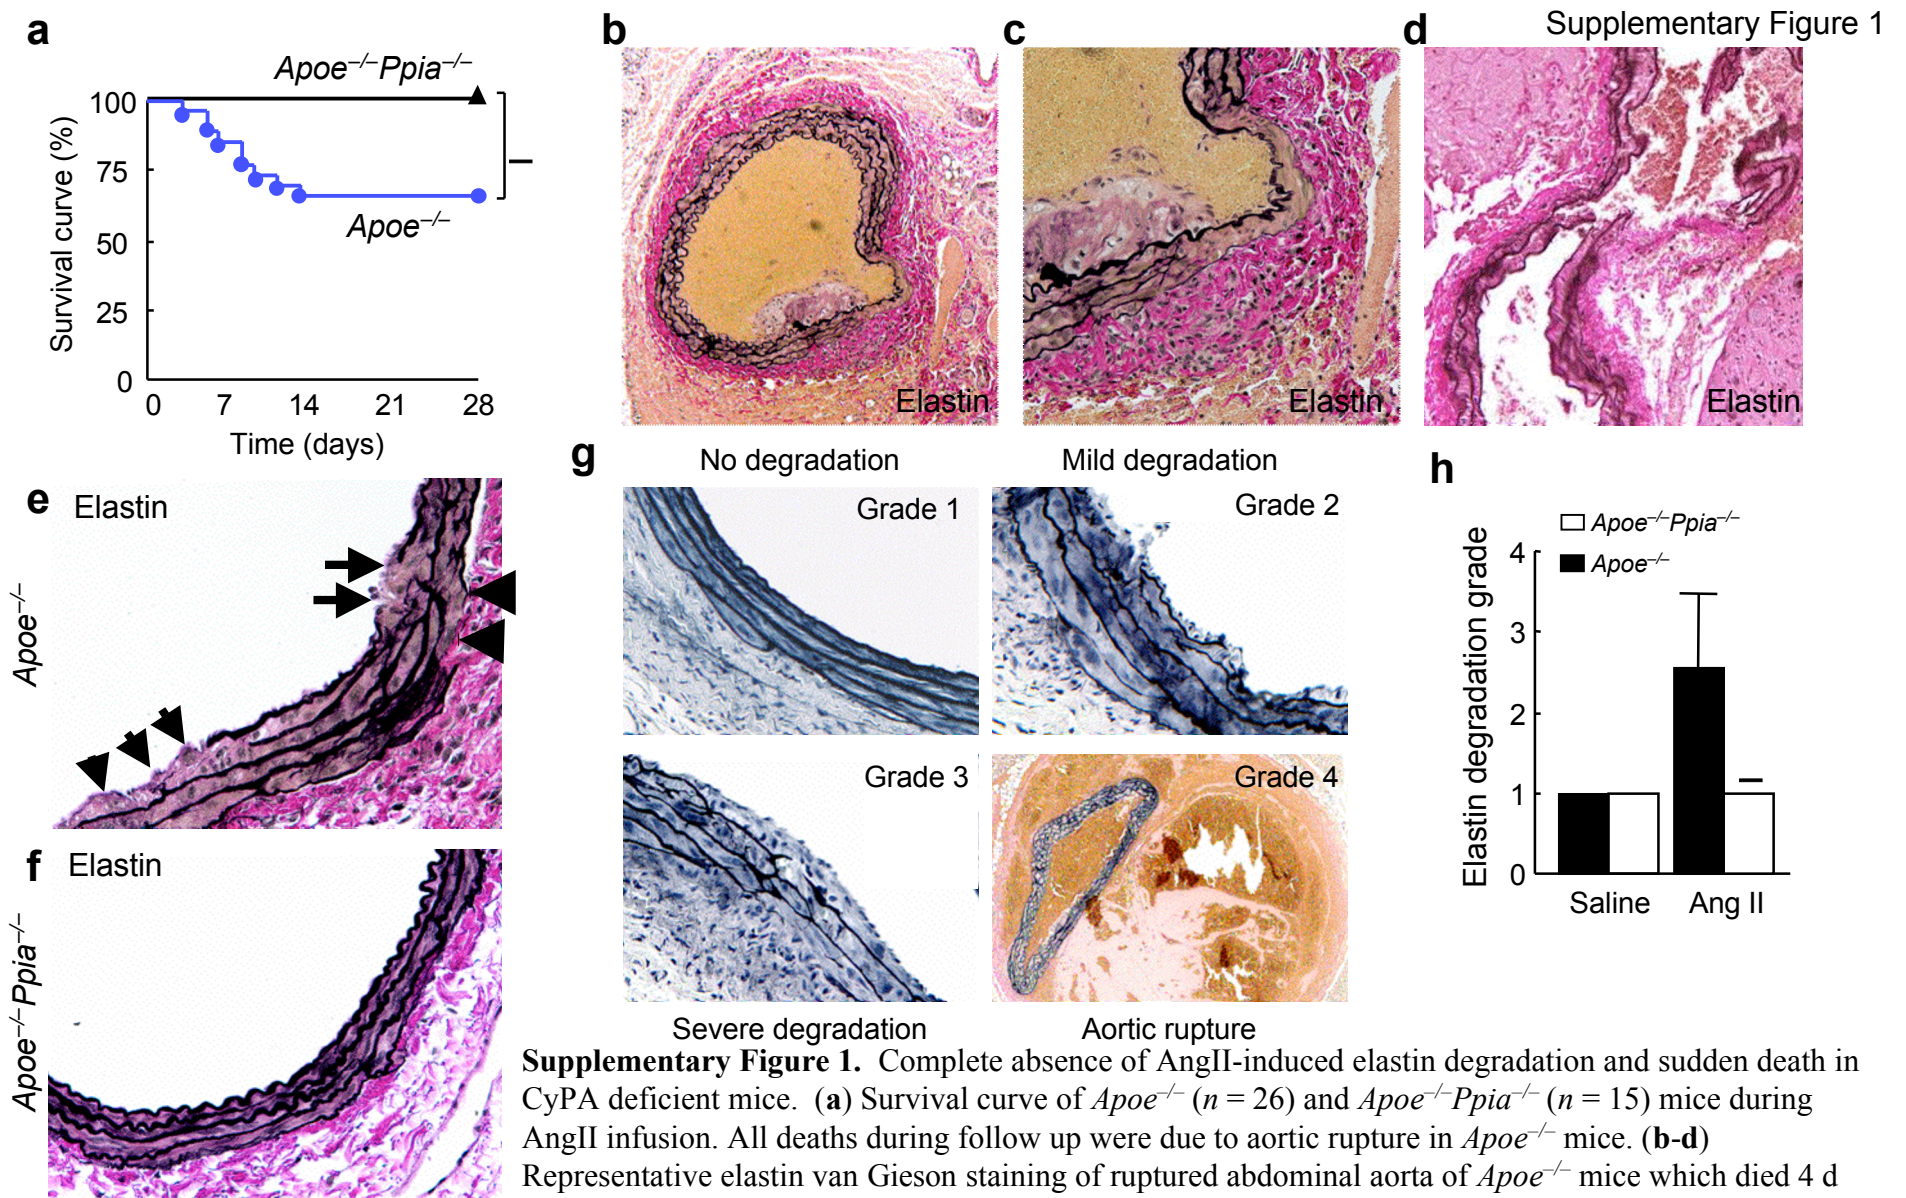 Supplementary Figure 1
a
Apoe–/–Ppia–/–
100
75
50
25
0
Survival curve (%)
Apoe–/–
0 7 14 21 28
Time (days)
b
Elastin
c
Elastin
d
Elastin
e
Elastin
Apoe–/–
f
Elastin
Apoe–/–Ppia–/–
g
No degradation
Mild degradation
Grade 1
Grade 2
Grade 3
Grade 4
Severe degradation
Aortic rupture
h
Apoe–/–Ppia–/–
Apoe–/–
Elastin degradation grade
4
3
2
1
0
Saline
Ang II
Supplementary Figure 1. Complete absence of AngII-induced elastin degradation and sudden death in
CyPA deficient mice. (a) Survival curve of Apoe–/– (n = 26) and Apoe–/–Ppia–/– (n = 15) mice during
AngII infusion. All deaths during follow up were due to aortic rupture in Apoe–/– mice. (b-d)
Representative elastin van Gieson staining of ruptured abdominal aorta of Apoe–/– mice which died 4 d